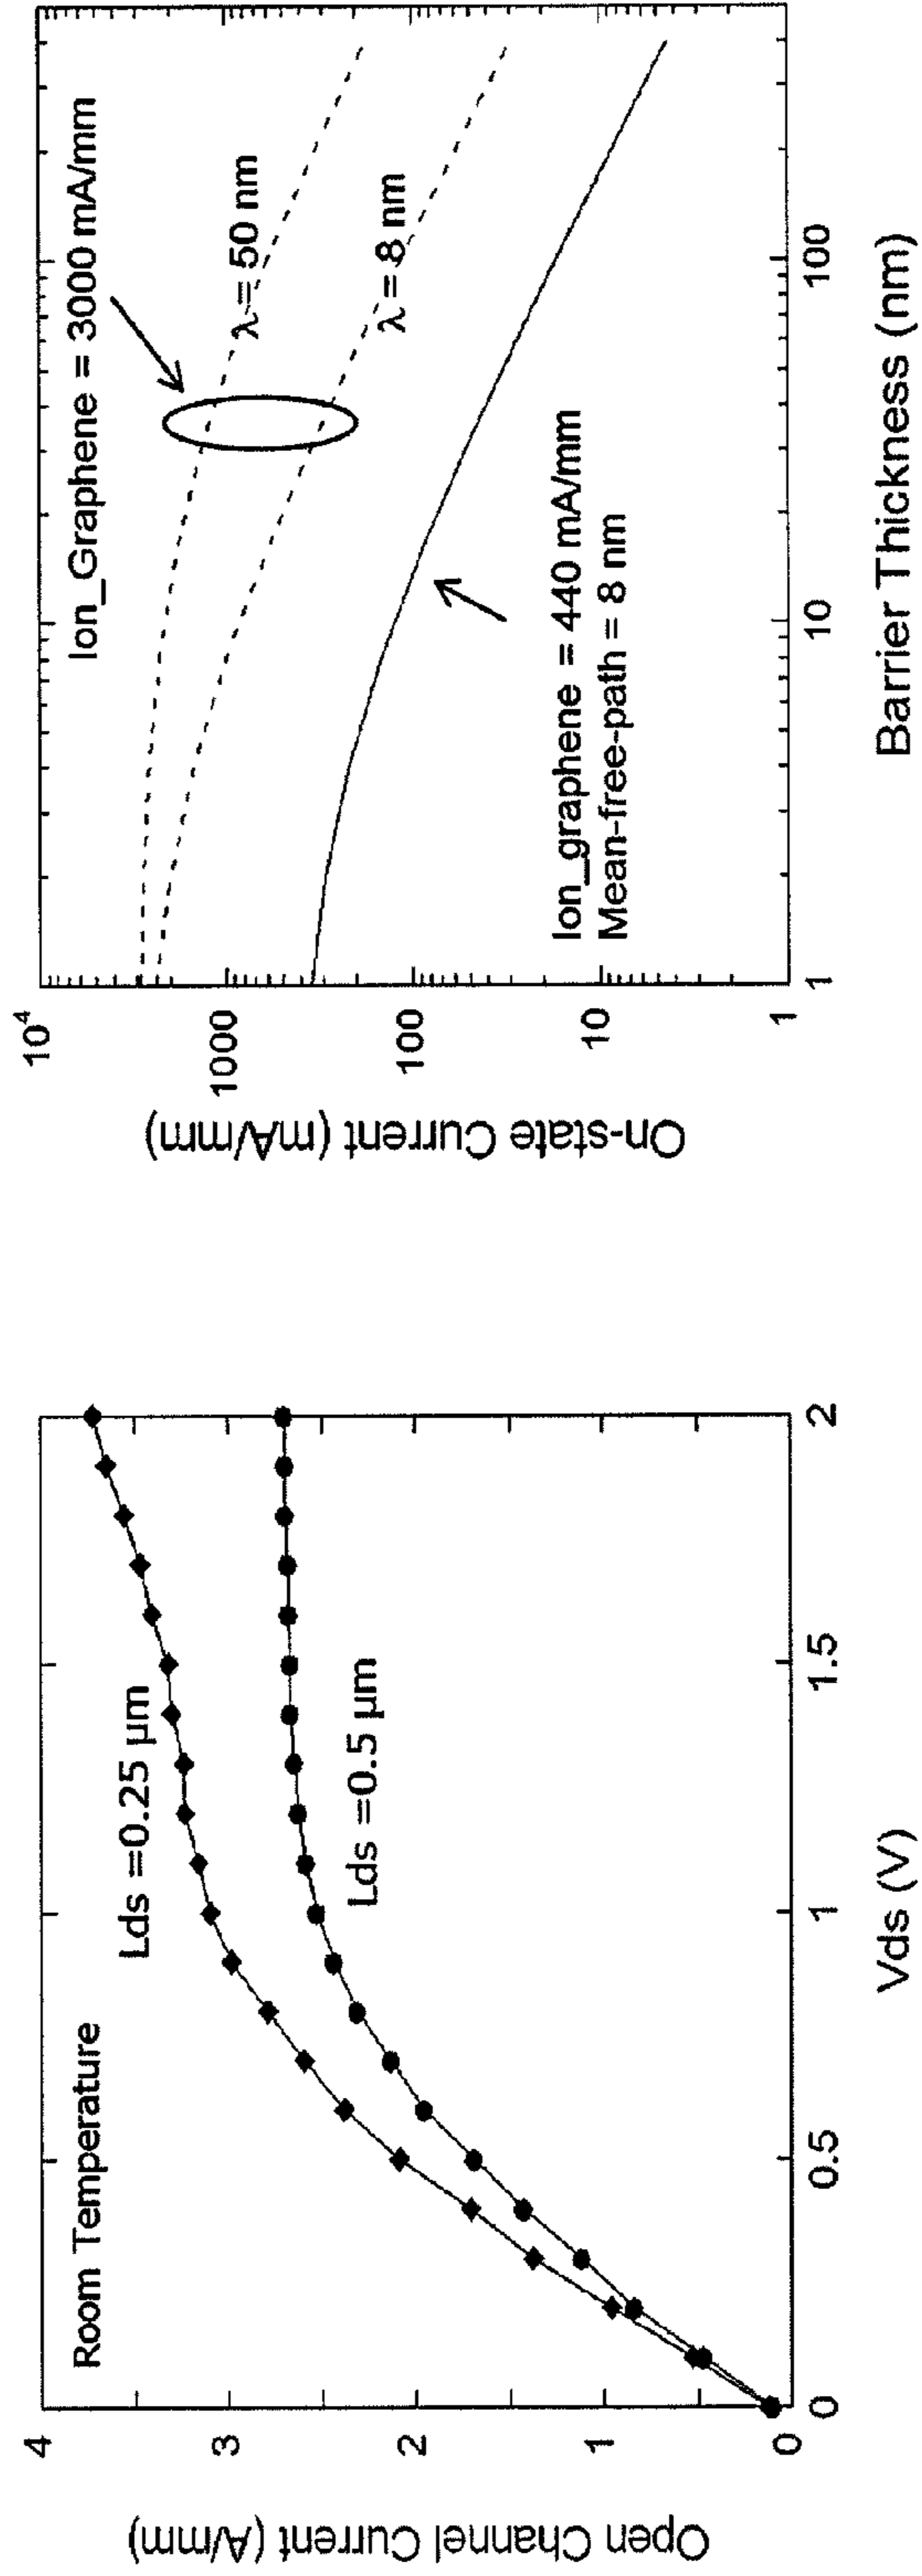 Open Channel Current (A/mm)
4
3
2
1
0
Room Temperature
Lds =0.25 µm
Lds =0.5 µm
0
0.5
1
1.5
2
Vds (V)
On-state Current (mA/mm)
10⁴
1000
100
10
1
Ion_Graphene = 3000 mA/mm
λ = 50 nm
λ = 8 nm
Ion_graphene = 440 mA/mm
Mean-free-path = 8 nm
1
10
100
Barrier Thickness (nm)